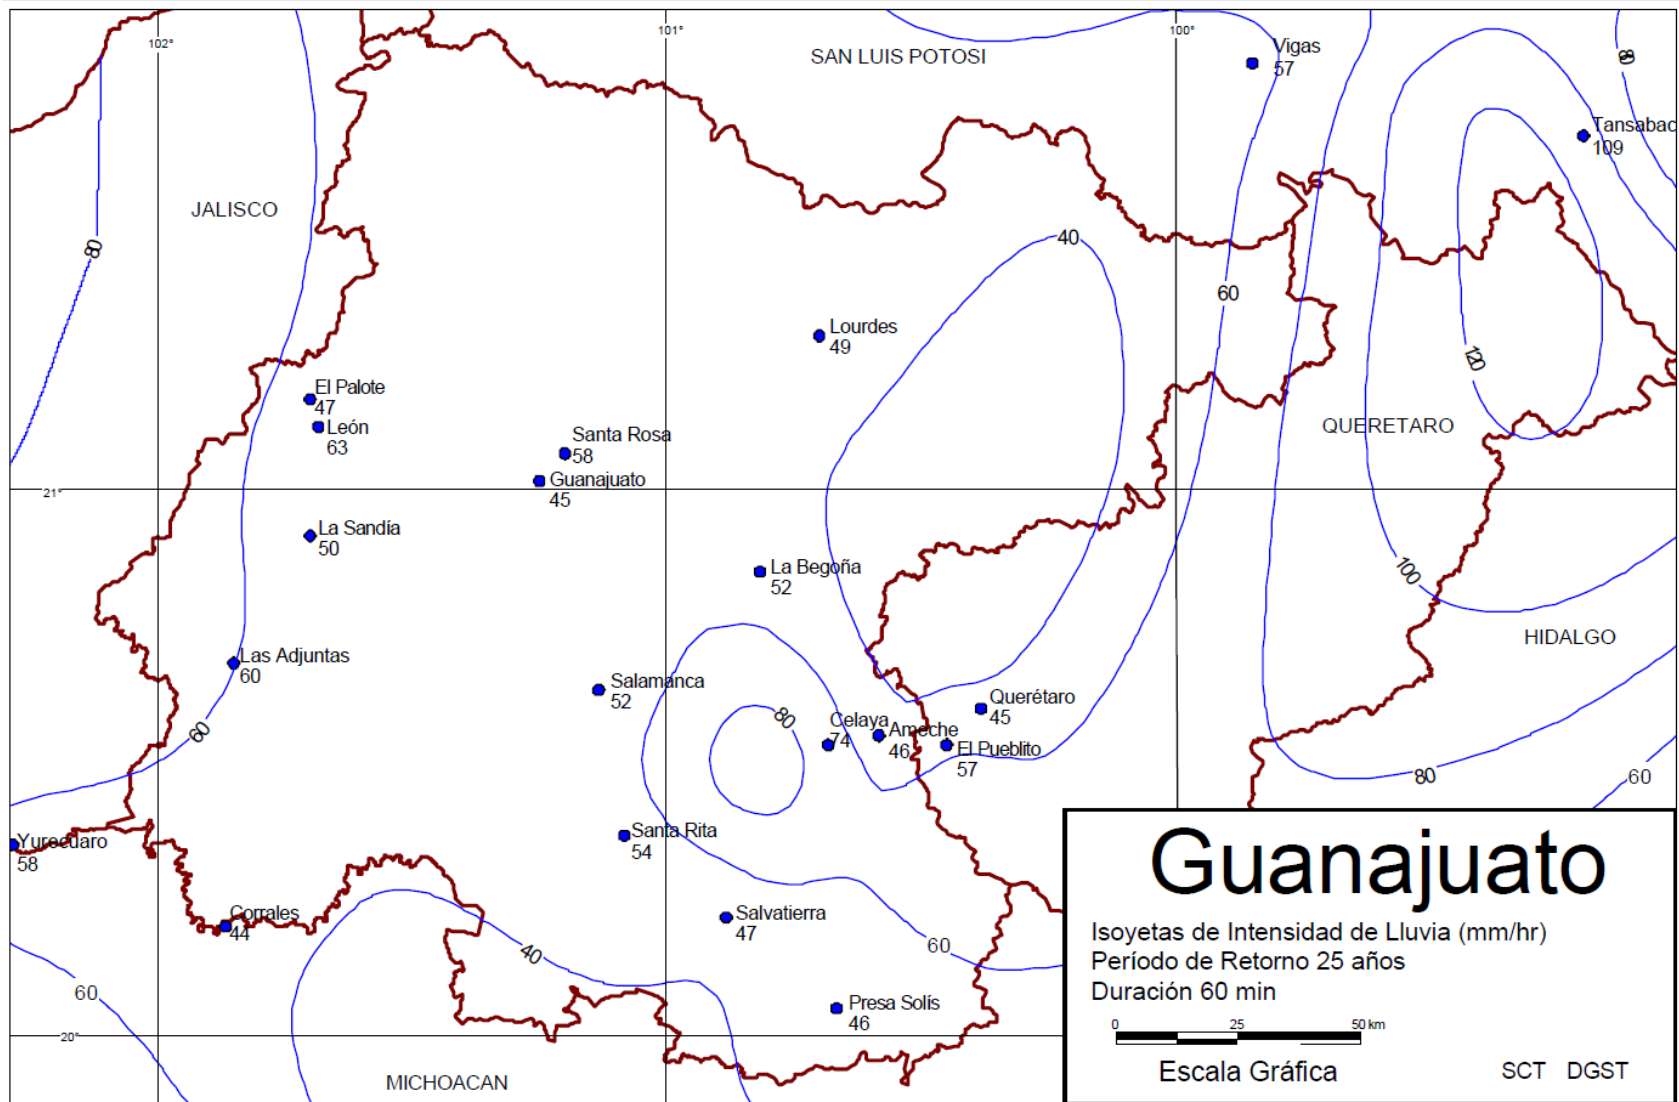 102°
101°
100°
SAN LUIS POTOSI
Vigas
57
80
Tansabac
109
JALISCO
80
40
60
Lourdes
49
120
El Palote
47
León
63
QUERETARO
Santa Rosa
58
Guanajuato
45
21°
La Sandía
50
La Begoña
52
100
HIDALGO
Las Adjuntas
60
Salamanca
52
Querétaro
45
80
Celaya
74
Ameche
46
El Pueblito
57
60
80
60
Santa Rita
54
Yurecuaro
58
Corrales
44
Salvatierra
47
40
60
60
Presa Solís
46
20°
MICHOACAN
Guanajuato
Isoyetas de Intensidad de Lluvia (mm/hr)
Período de Retorno 25 años
Duración 60 min
0 25 50 km
Escala Gráfica
SCT DGST